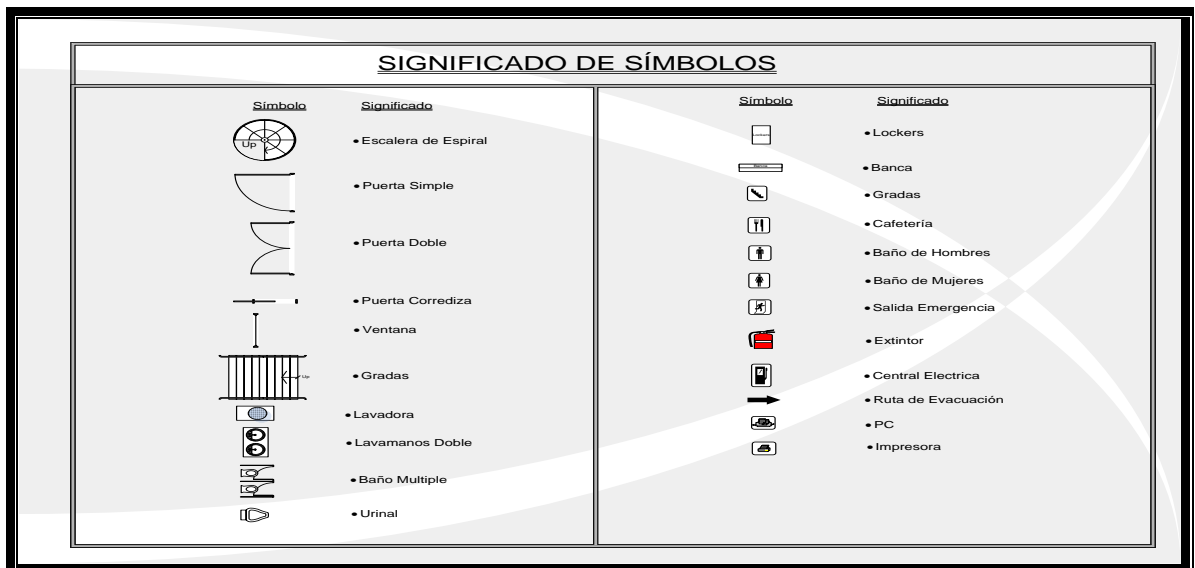 SIGNIFICADO DE SÍMBOLOS
Símbolo Significado
Up
• Escalera de Espiral
• Puerta Simple
• Puerta Doble
• Puerta Corrediza
• Ventana
Up
• Gradas
• Lavadora
• Lavamanos Doble
• Baño Multiple
• Urinal
Símbolo Significado
Lockers
• Lockers
Banca
• Banca
• Gradas
• Cafetería
• Baño de Hombres
• Baño de Mujeres
• Salida Emergencia
• Extintor
• Central Electrica
• Ruta de Evacuación
• PC
• Impresora